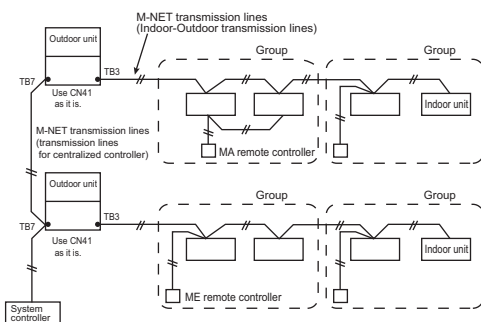 M-NET transmission lines
(Indoor-Outdoor transmission lines)
Outdoor unit
Group
Group
TB7
TB3
Use CN41
as it is.
Indoor unit
M-NET transmission lines
(transmission lines
for centralized controller)
MA remote controller
Outdoor unit
Group
Group
TB7
TB3
Use CN41
as it is.
Indoor unit
ME remote controller
System
controller